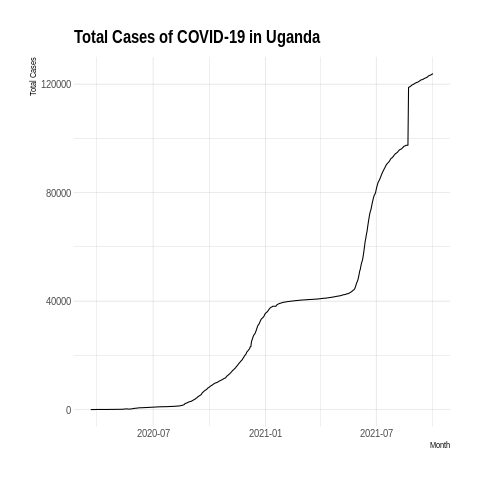 Total Cases of COVID-19 in Uganda
Total Cases
120000
80000
40000
0
2020-07 2021-01 2021-07
Month